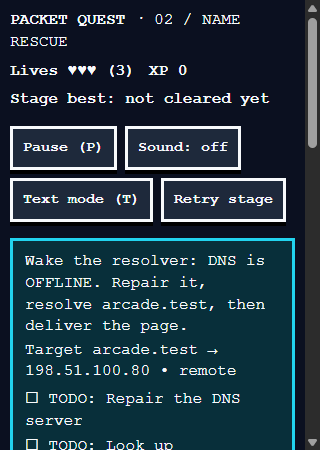 PACKET QUEST · 02 / NAME
RESCUE
Lives ♥♥♥ (3) XP 0
Stage best: not cleared yet
Pause (P) Sound: off
Text mode (T) Retry stage
Wake the resolver: DNS is
OFFLINE. Repair it,
resolve arcade.test, then
deliver the page.
Target arcade.test →
198.51.100.80 • remote
☐ TODO: Repair the DNS
server
☐ TODO: Look up